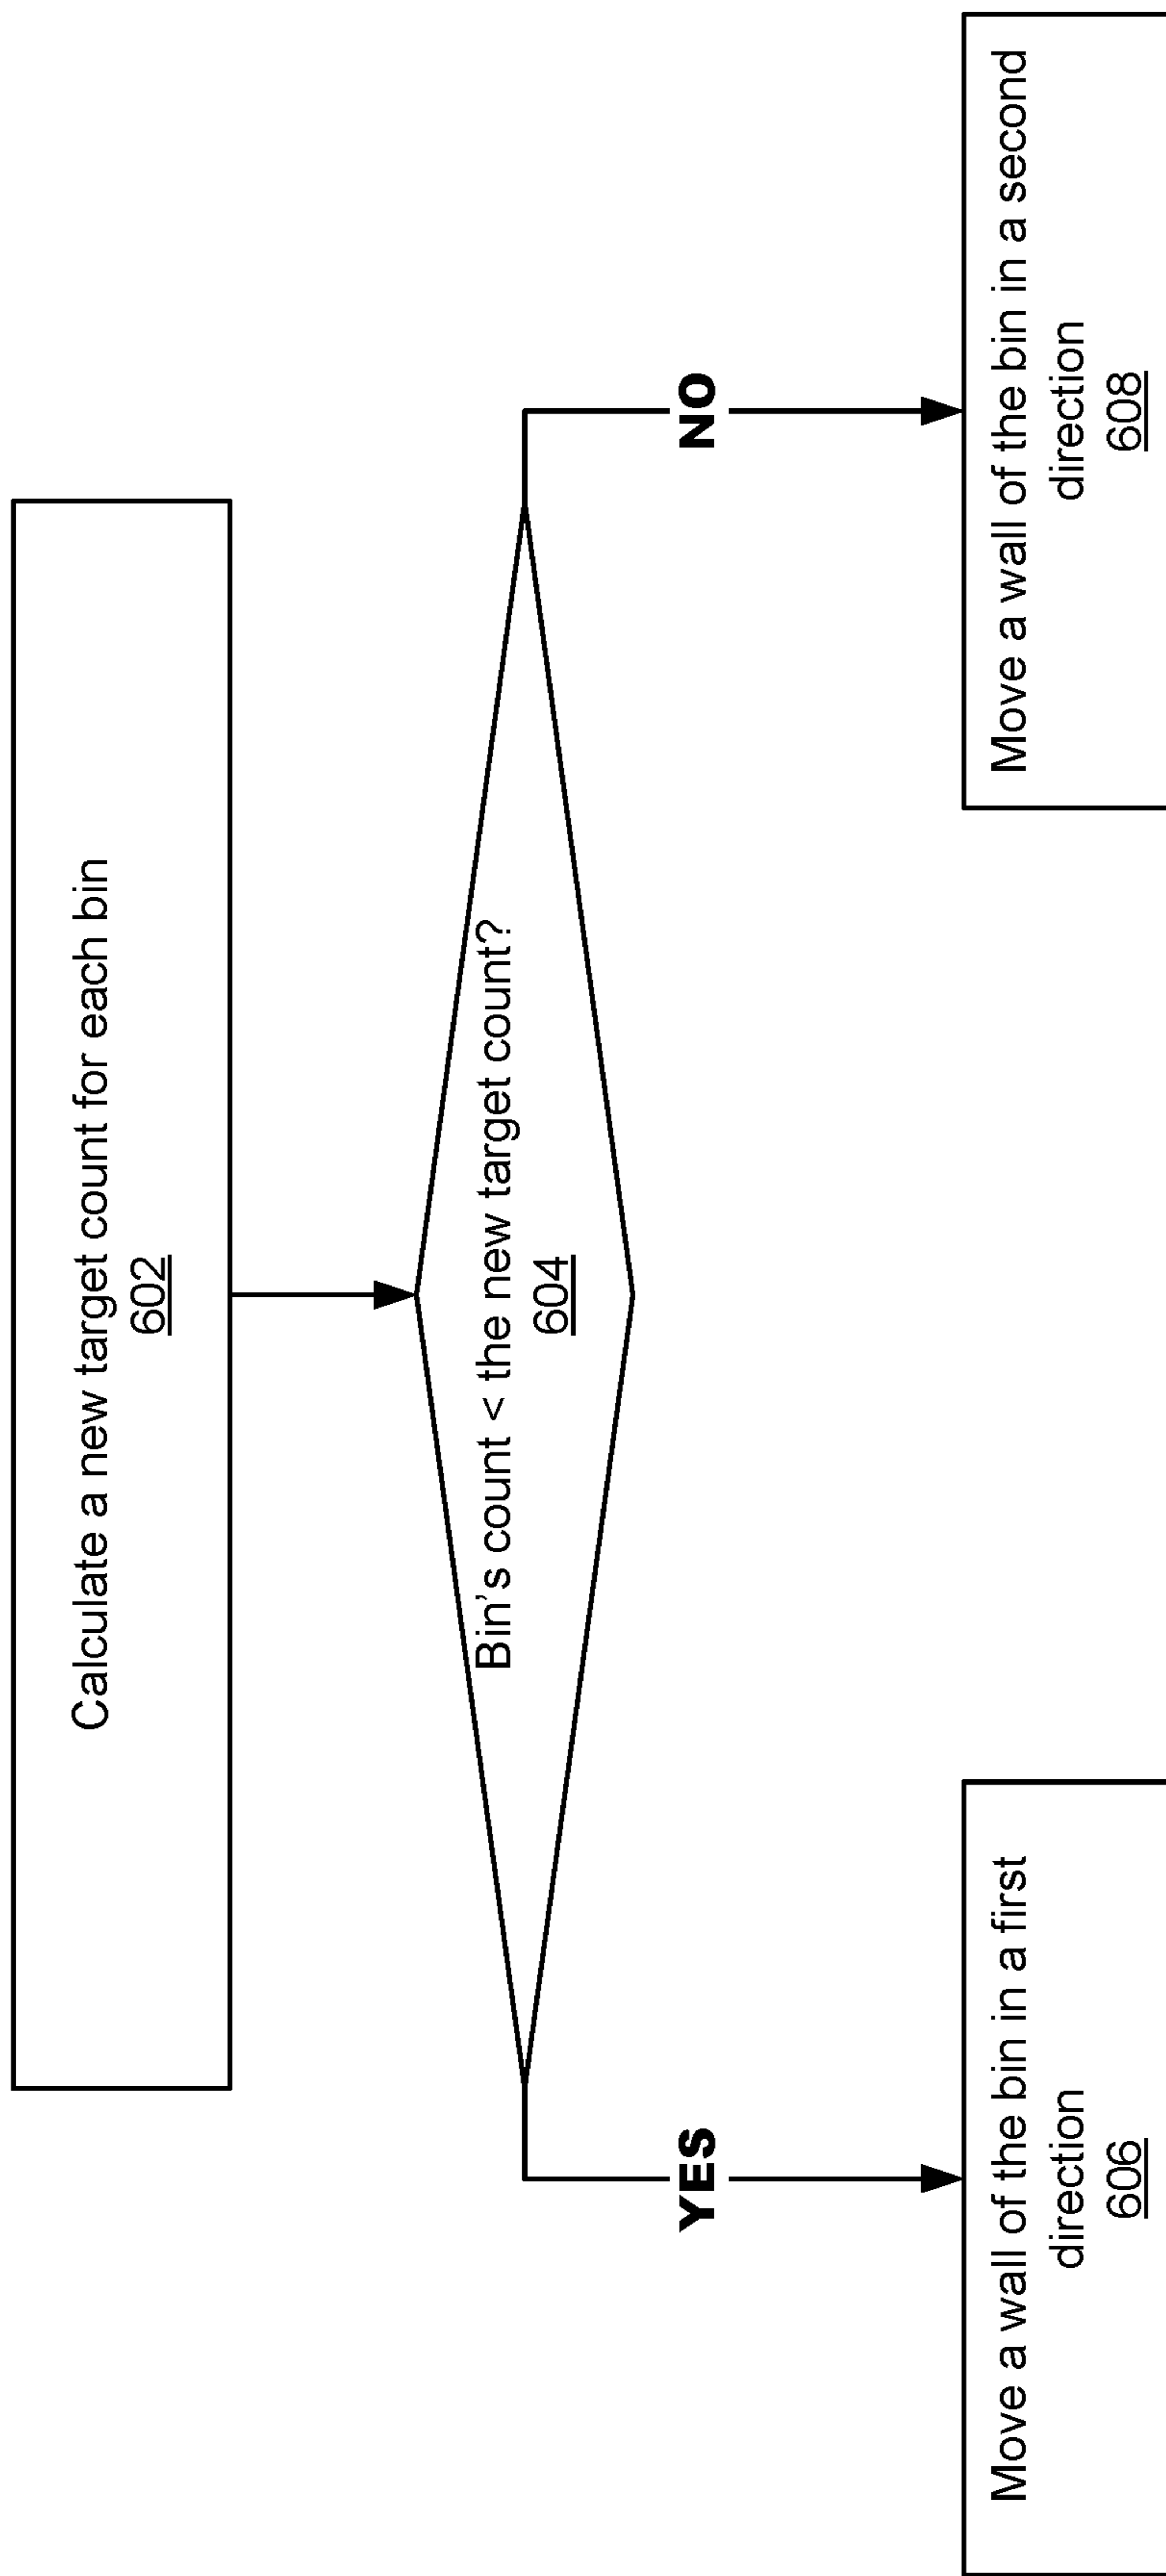 Calculate a new target count for each bin
602
Bin's count < the new target count?
604
YES
NO
Move a wall of the bin in a first
direction
606
Move a wall of the bin in a second
direction
608